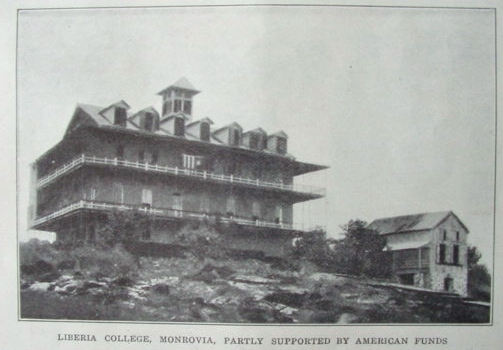 LIBERIA COLLEGE, MONROVIA, PARTLY SUPPORTED BY AMERICAN FUNDS